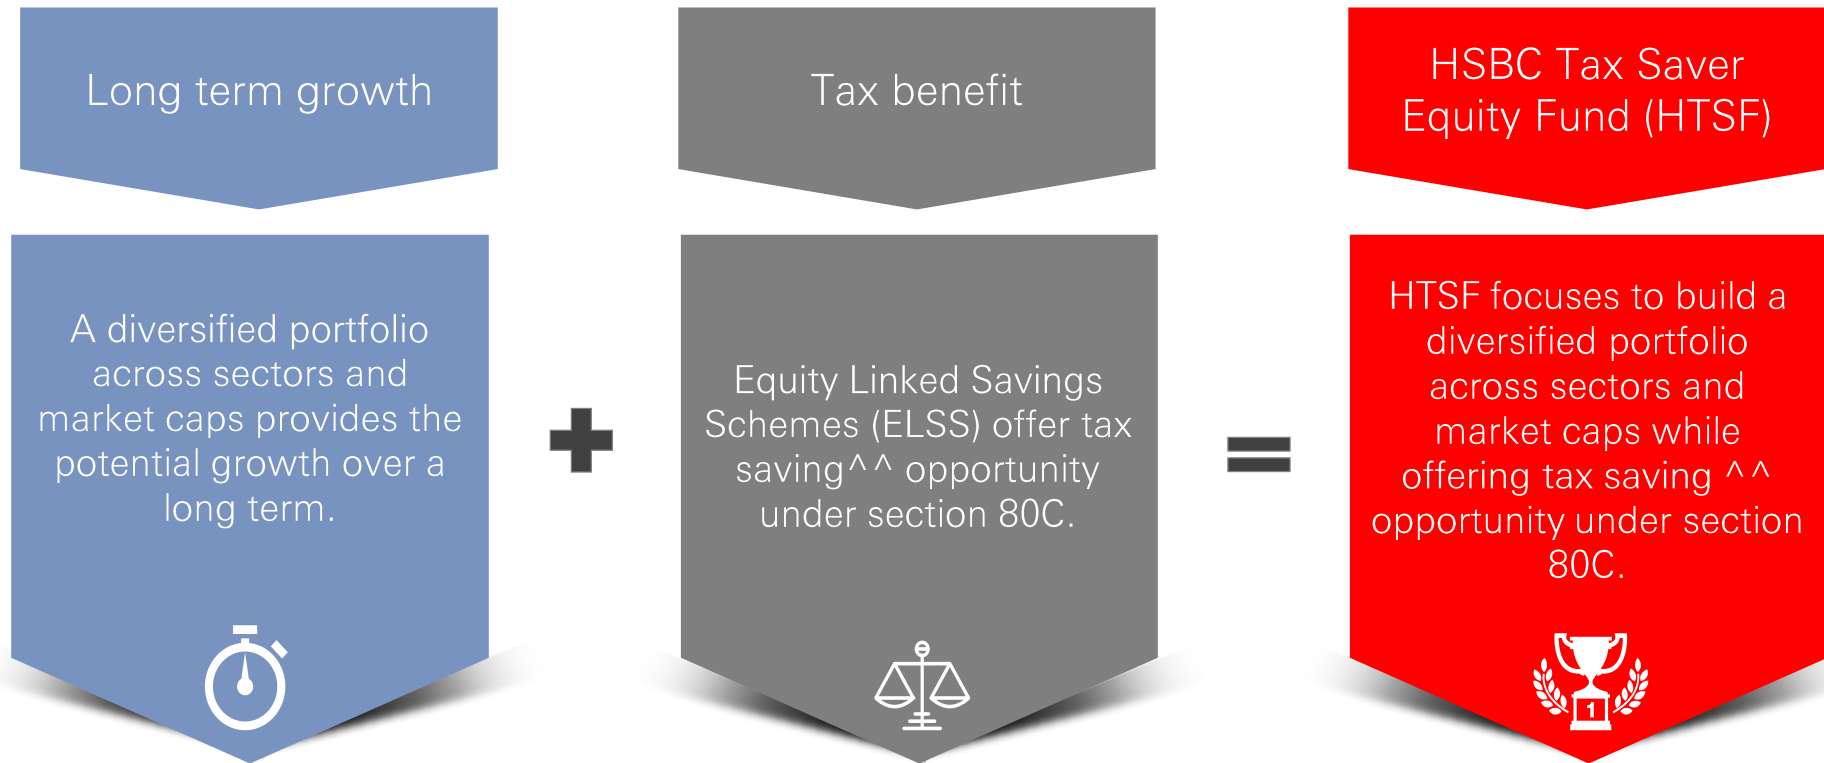 Long term growth
Tax benefit
HSBC Tax Saver
Equity Fund (HTSF)
A diversified portfolio
across sectors and
market caps provides the
potential growth over a
long term.
Equity Linked Savings
Schemes (ELSS) offer tax
saving^^ opportunity
under section 80C.
HTSF focuses to build a
diversified portfolio
across sectors and
market caps while
offering tax saving ^^
opportunity under section
80C.
1